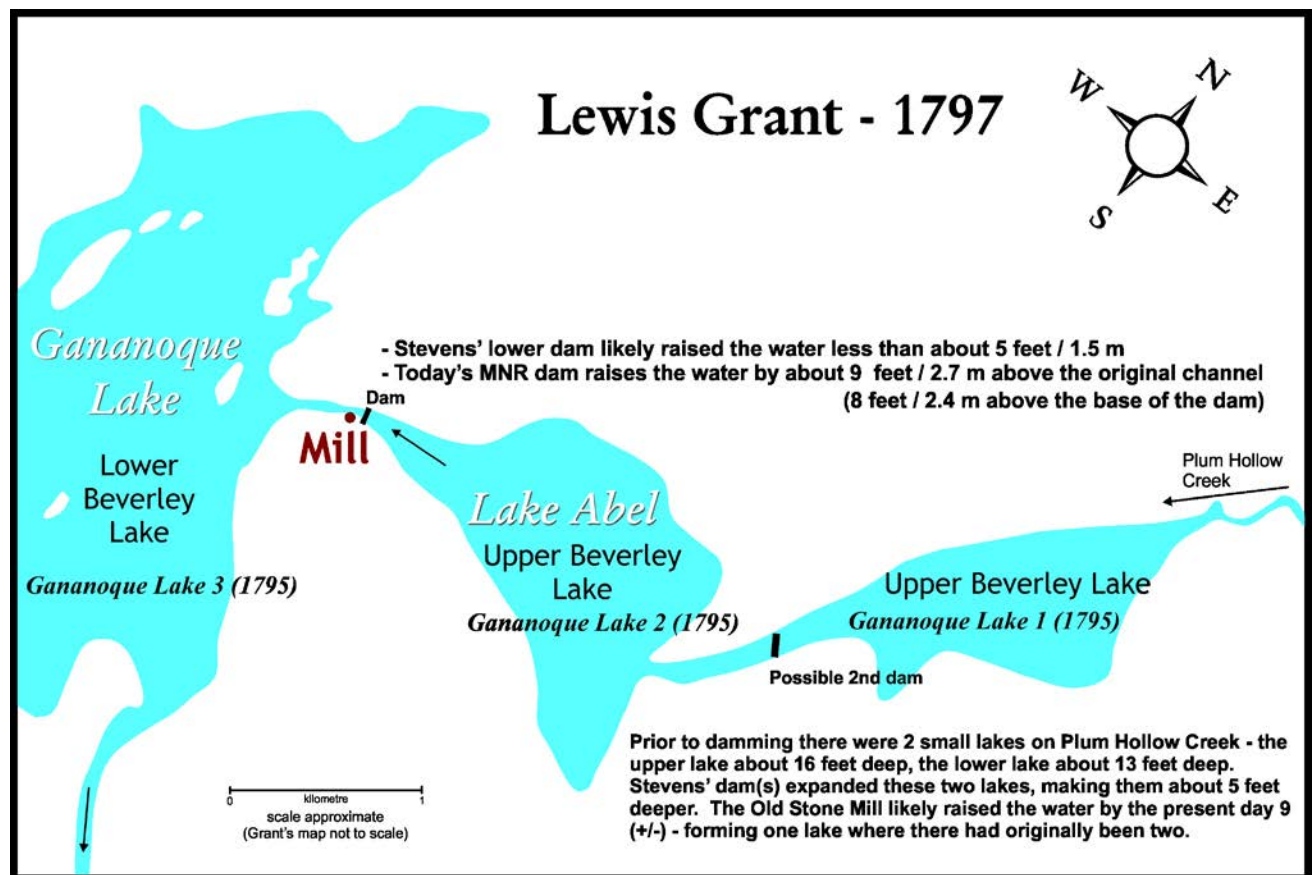 Lewis Grant - 1797
W
N
S
E
- Stevens' lower dam likely raised the water less than about 5 feet / 1.5 m
- Today's MNR dam raises the water by about 9 feet / 2.7 m above the original channel
(8 feet / 2.4 m above the base of the dam)
Gananoque
Lake
Lower
Beverley
Lake
Gananoque Lake 3 (1795)
Dam
Mill
Lake Abel
Upper Beverley
Lake
Gananoque Lake 2 (1795)
Plum Hollow
Creek
Upper Beverley Lake
Gananoque Lake 1 (1795)
Possible 2nd dam
Prior to damming there were 2 small lakes on Plum Hollow Creek - the
upper lake about 16 feet deep, the lower lake about 13 feet deep.
Stevens' dam(s) expanded these two lakes, making them about 5 feet
deeper. The Old Stone Mill likely raised the water by the present day 9
(+/-) - forming one lake where there had originally been two.
0 kilometre 1
scale approximate
(Grant's map not to scale)